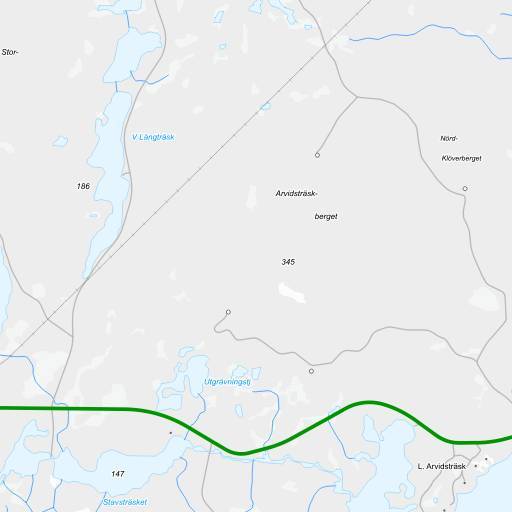 Stor-
V Långträsk
Nörd-
Klöverberget
186
Arvidsträsk-
berget
345
Utgrävningstj
L. Arvidsträsk
147
Stavsträsket